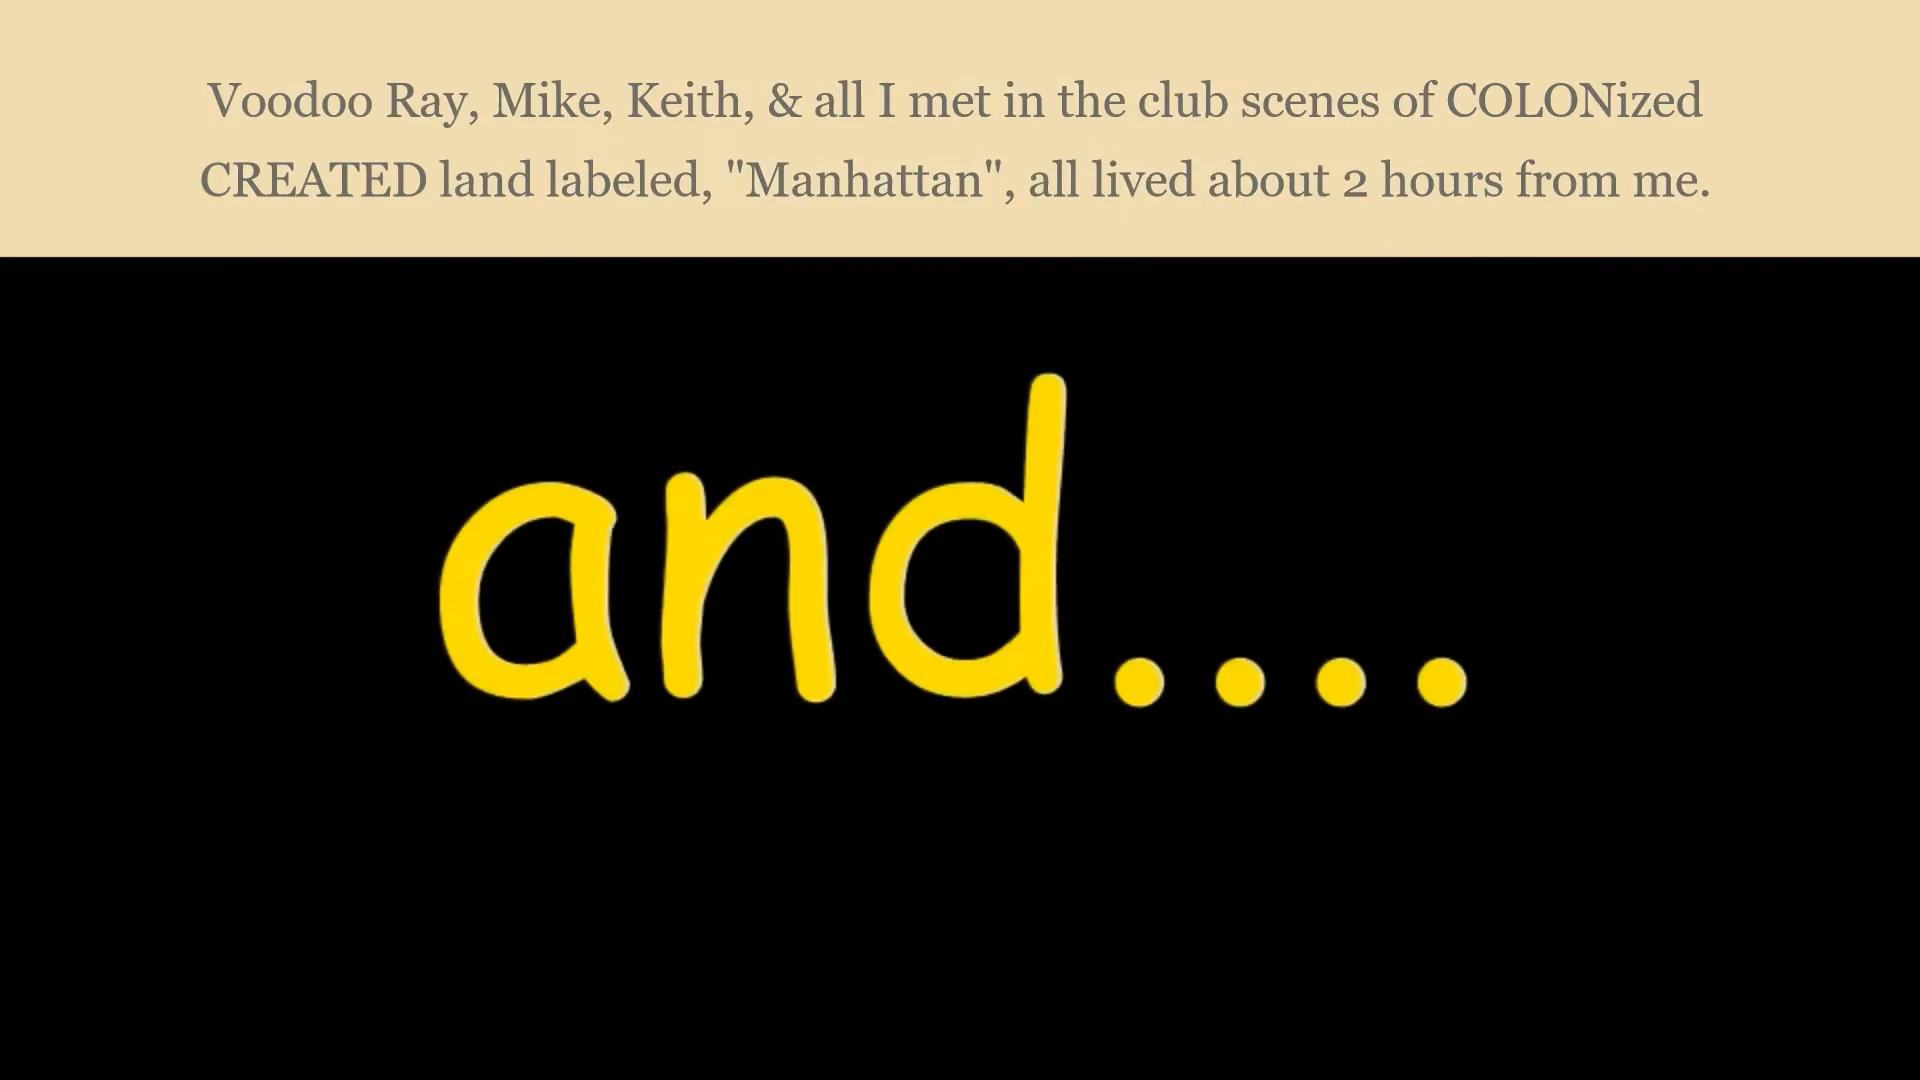 Voodoo Ray, Mike, Keith, & all I met in the club scenes of COLONized
CREATED land labeled, "Manhattan", all lived about 2 hours from me.
and....